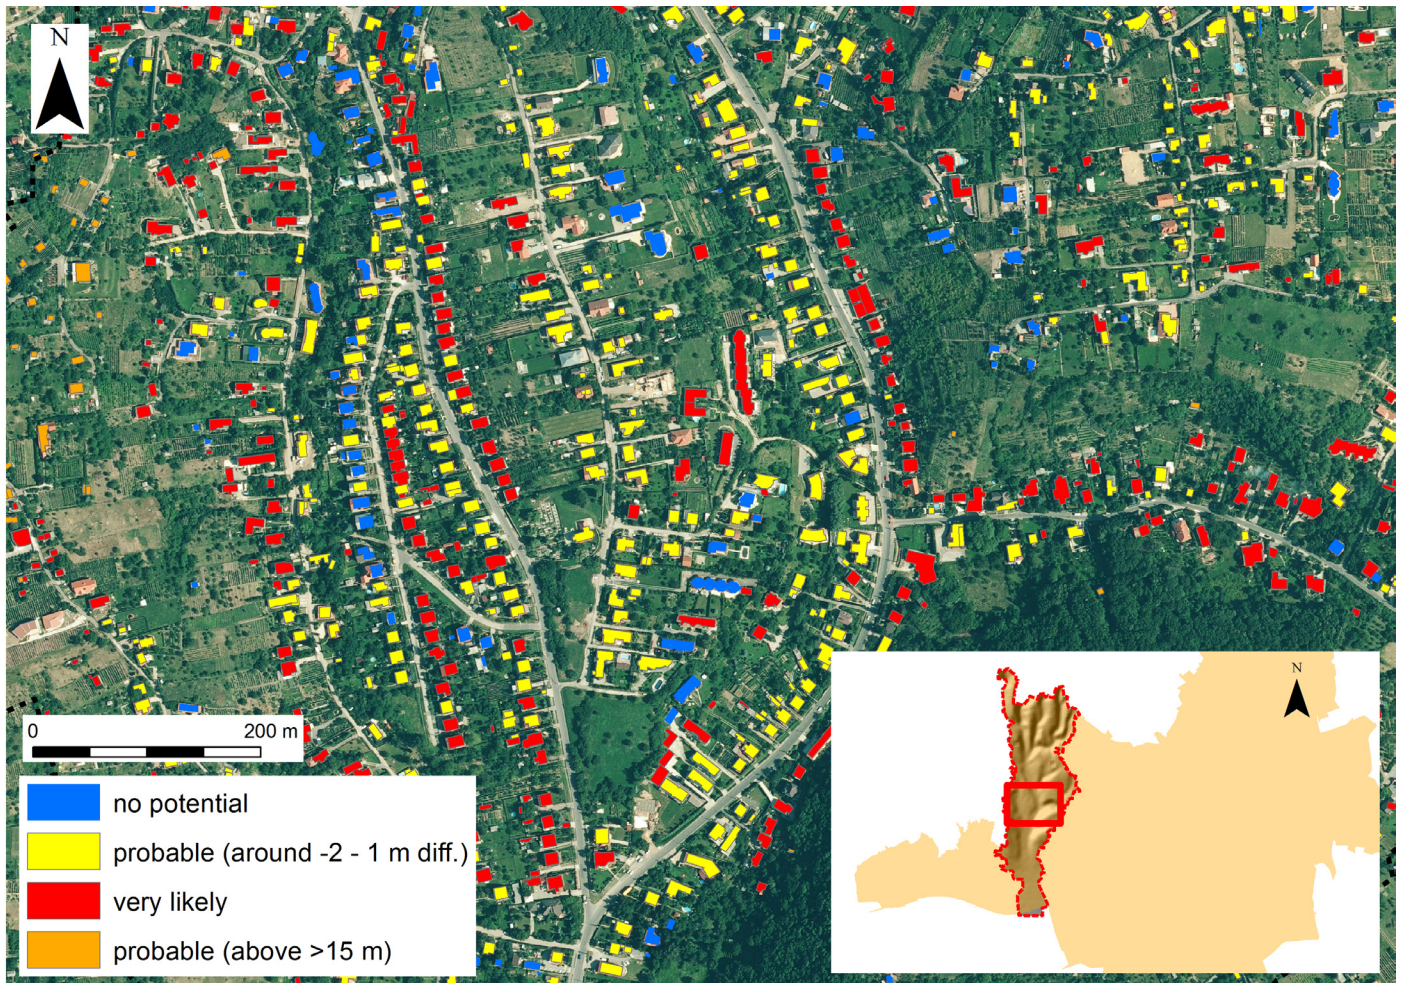 N
0 200 m
no potential
probable (around -2 - 1 m diff.)
very likely
probable (above >15 m)
N